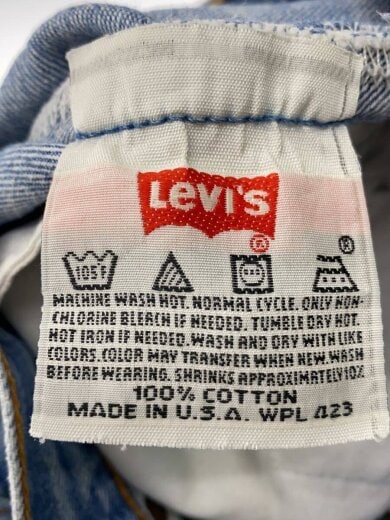 Levi's
®
®
105°F
MACHINE WASH HOT. NORMAL CYCLE. ONLY NON-
CHLORINE BLEACH IF NEEDED. TUMBLE DRY HOT.
HOT IRON IF NEEDED. WASH AND DRY WITH LIKE
COLORS. COLOR MAY TRANSFER WHEN NEW. WASH
BEFORE WEARING. SHRINKS APPROXIMATELY 10%
100% COTTON
MADE IN U.S.A. WPL 423